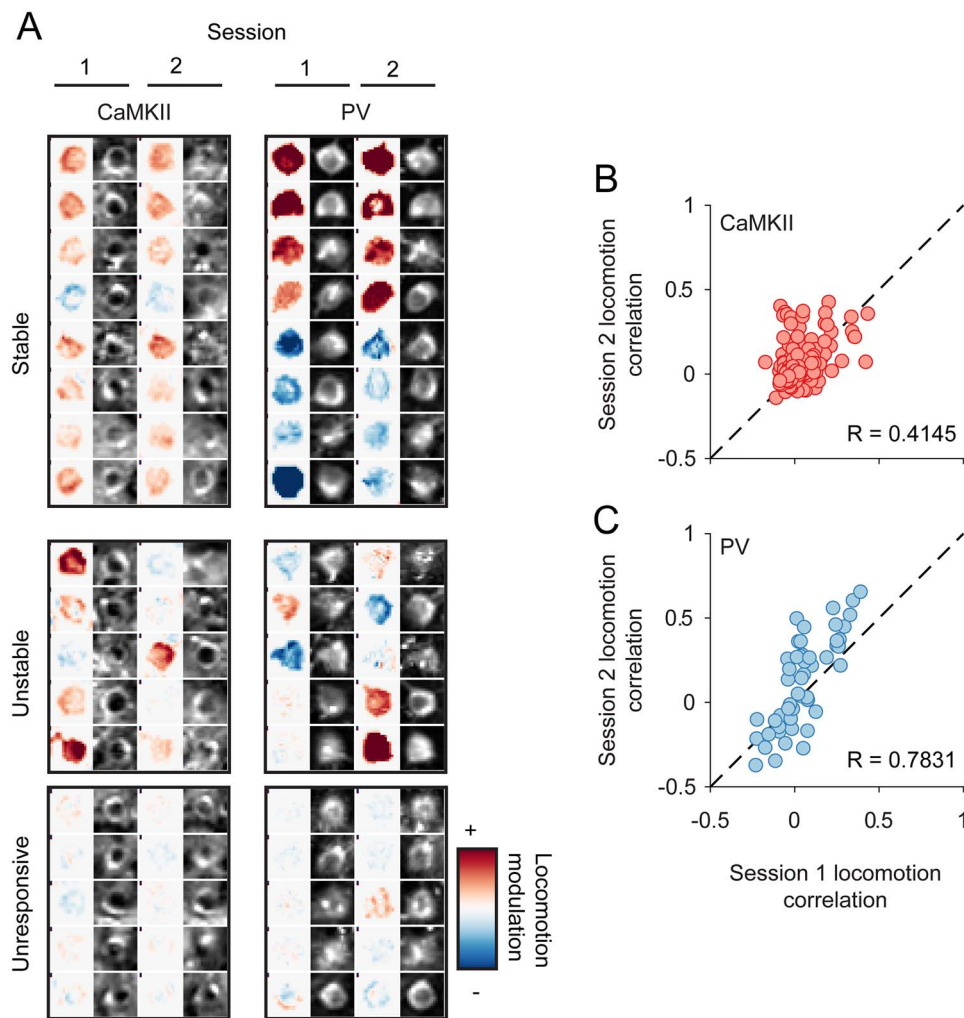 A
Session
1
2
1
2
CaMKII
PV
Stable
Unstable
Unresponsive
+
Locomotion
modulation
-
B
1
CaMKII
0.5
Session 2 locomotion
correlation
0
R = 0.4145
-0.5
C
1
PV
0.5
Session 2 locomotion
correlation
0
R = 0.7831
-0.5
-0.5
0
0.5
1
Session 1 locomotion
correlation